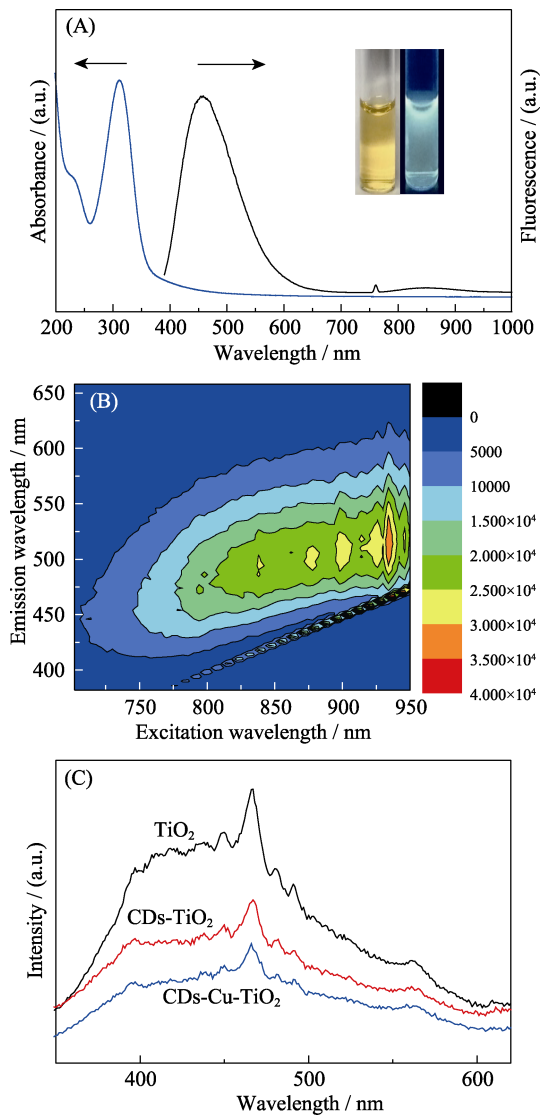 (A)
Absorbance / (a.u.)
Fluorescence / (a.u.)
200 300 400 500 600 700 800 900 1000
Wavelength / nm
(B)
650
600
550
500
450
400
Emission wavelength / nm
750 800 850 900 950
Excitation wavelength / nm
0
5000
10000
1.500×10⁴
2.000×10⁴
2.500×10⁴
3.000×10⁴
3.500×10⁴
4.000×10⁴
(C)
TiO₂
CDs-TiO₂
CDs-Cu-TiO₂
Intensity / (a.u.)
400 500 600
Wavelength / nm